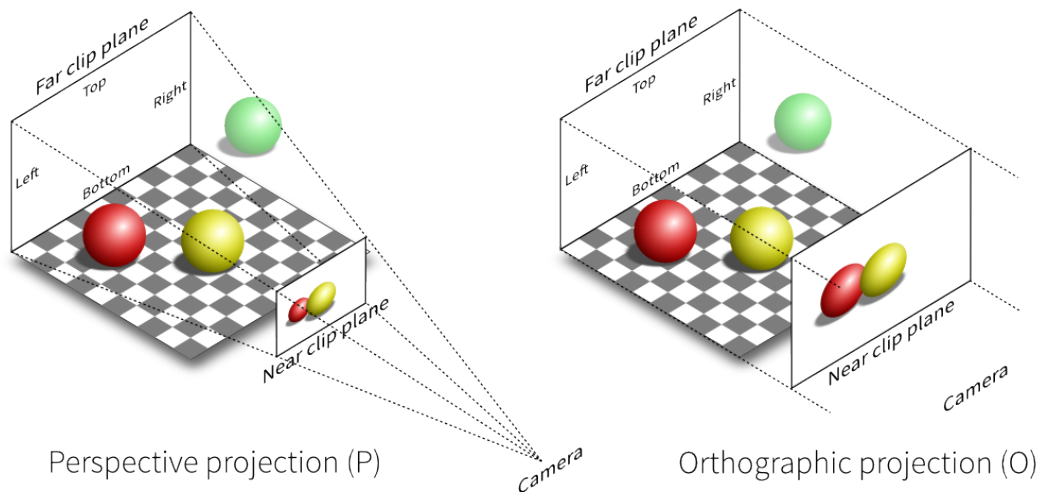 Far clip plane
Top
Right
Left
Bottom
Near clip plane
Camera
Perspective projection (P)
Far clip plane
Top
Right
Left
Bottom
Near clip plane
Camera
Orthographic projection (O)